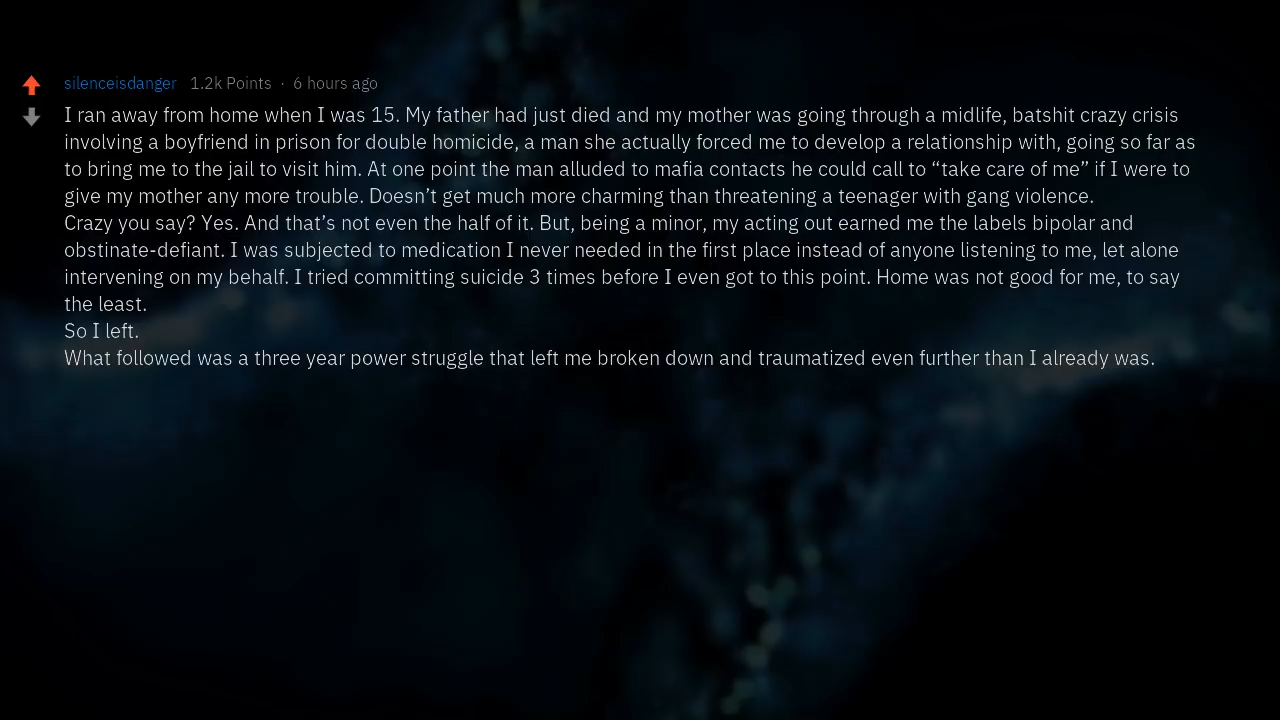 silenceisdanger 1.2k Points · 6 hours ago
I ran away from home when I was 15. My father had just died and my mother was going through a midlife, batshit crazy crisis
involving a boyfriend in prison for double homicide, a man she actually forced me to develop a relationship with, going so far as
to bring me to the jail to visit him. At one point the man alluded to mafia contacts he could call to “take care of me” if I were to
give my mother any more trouble. Doesn’t get much more charming than threatening a teenager with gang violence.
Crazy you say? Yes. And that’s not even the half of it. But, being a minor, my acting out earned me the labels bipolar and
obstinate-defiant. I was subjected to medication I never needed in the first place instead of anyone listening to me, let alone
intervening on my behalf. I tried committing suicide 3 times before I even got to this point. Home was not good for me, to say
the least.
So I left.
What followed was a three year power struggle that left me broken down and traumatized even further than I already was.